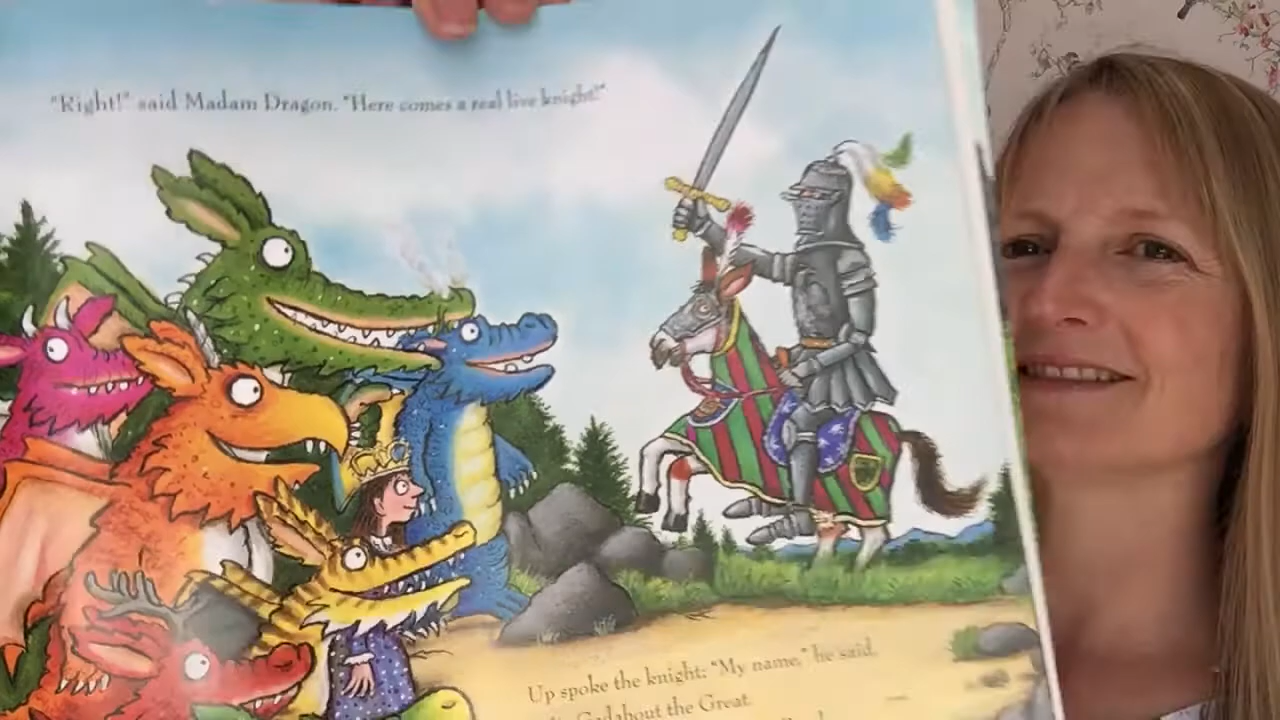 "Right!" said Madam Dragon. "Here comes a real live knight!"
Up spoke the knight: "My name," he said,
Gadabout the Great.